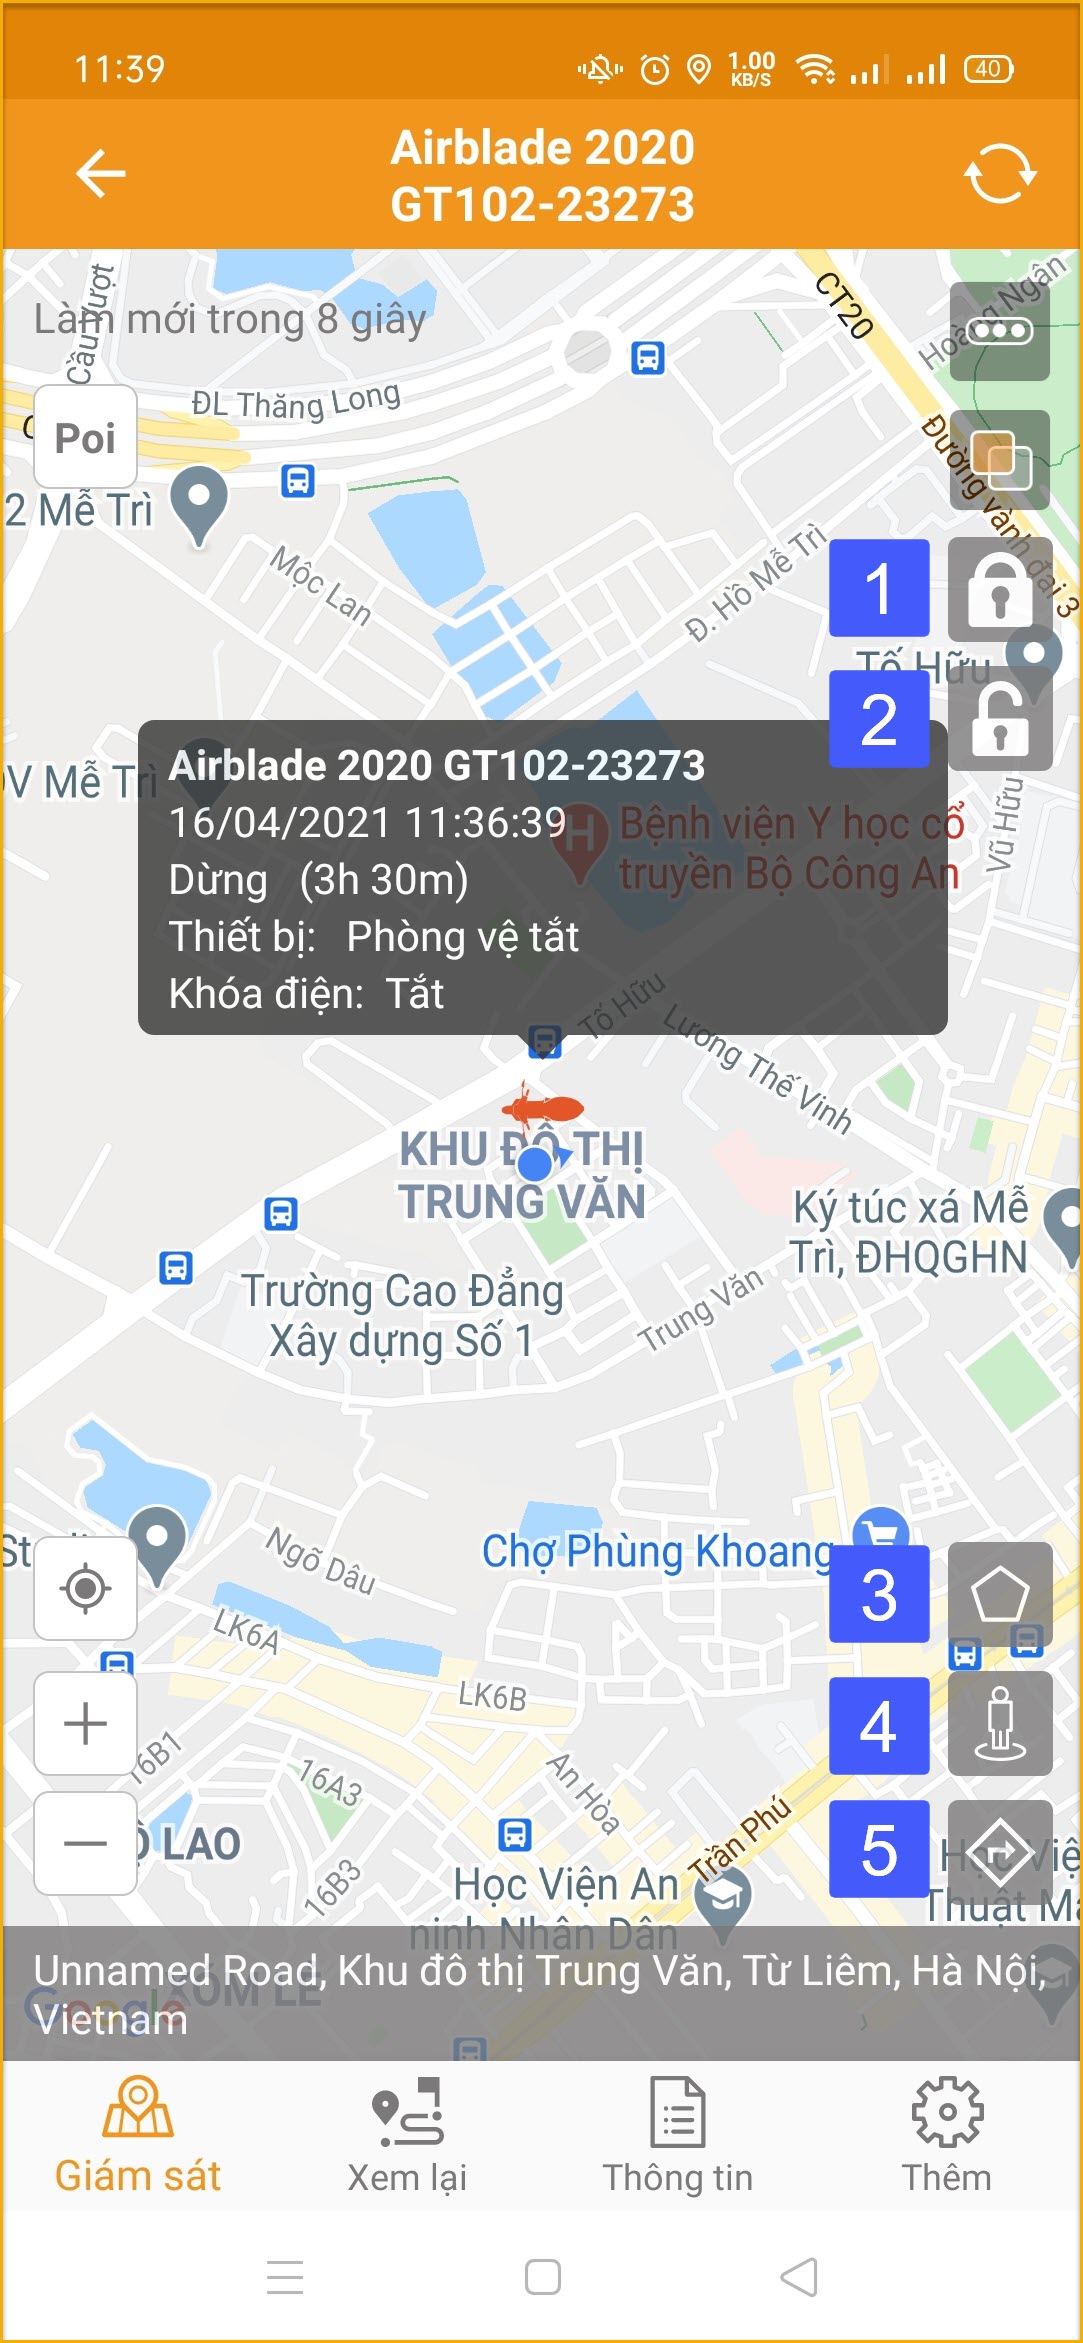 11:39
1.00
KB/S
40
Airblade 2020
GT102-23273
Làm mới trong 8 giây
Cầu vượt
CT20
Hoàng Ngân
ĐL Thăng Long
Poi
2 Mễ Trì
Mộc Lan
Đ. Hồ Mễ Trì
Đường vành đai 3
1
Tố Hữu
2
Vũ Hữu
Airblade 2020 GT102-23273
16/04/2021 11:36:39
Dừng (3h 30m)
Thiết bị: Phòng vệ tắt
Khóa điện: Tắt
V Mễ Trì
Bệnh viện Y học cổ
truyền Bộ Công An
Tố Hữu
Lương Thế Vinh
KHU ĐÔ THỊ
TRUNG VĂN
Ký túc xá Mễ
Trì, ĐHQGHN
Trường Cao Đẳng
Xây dựng Số 1
Trung Văn
Ngõ Dâu
Chợ Phùng Khoang
3
LK6A
LK6B
4
16B1
16A3
An Hòa
Trần Phú
5
LAO
16B3
Học Viện An
ninh Nhân Dân
Thuật
Unnamed Road, Khu đô thị Trung Văn, Từ Liêm, Hà Nội,
Vietnam
Google
Giám sát
Xem lại
Thông tin
Thêm